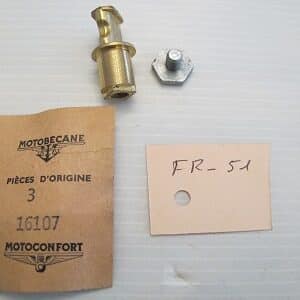 MOTOBECANE
PIÈCES D'ORIGINE
3
16107
MOTOCONFORT
FR-51